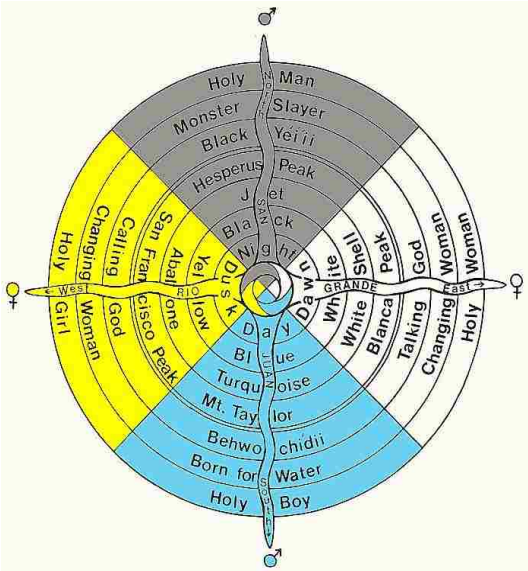 ♂
North
Holy Man
Monster Slayer
Black Yeiii
Hesperus Peak
Jet
SAN
Black
Night
♀
← West RIO
Holy Girl
Changing Woman
Calling God
San Francisco Peak
Abalone
Yellow
Dusk
Dawn
White
White Shell
Blanca Peak
Talking God
Changing Woman
Holy Woman
GRANDE East →
♀
Day
Blue
JUAN
Turquoise
Mt. Taylor
Behwochidii
Born for Water
Holy Boy
South →
♂